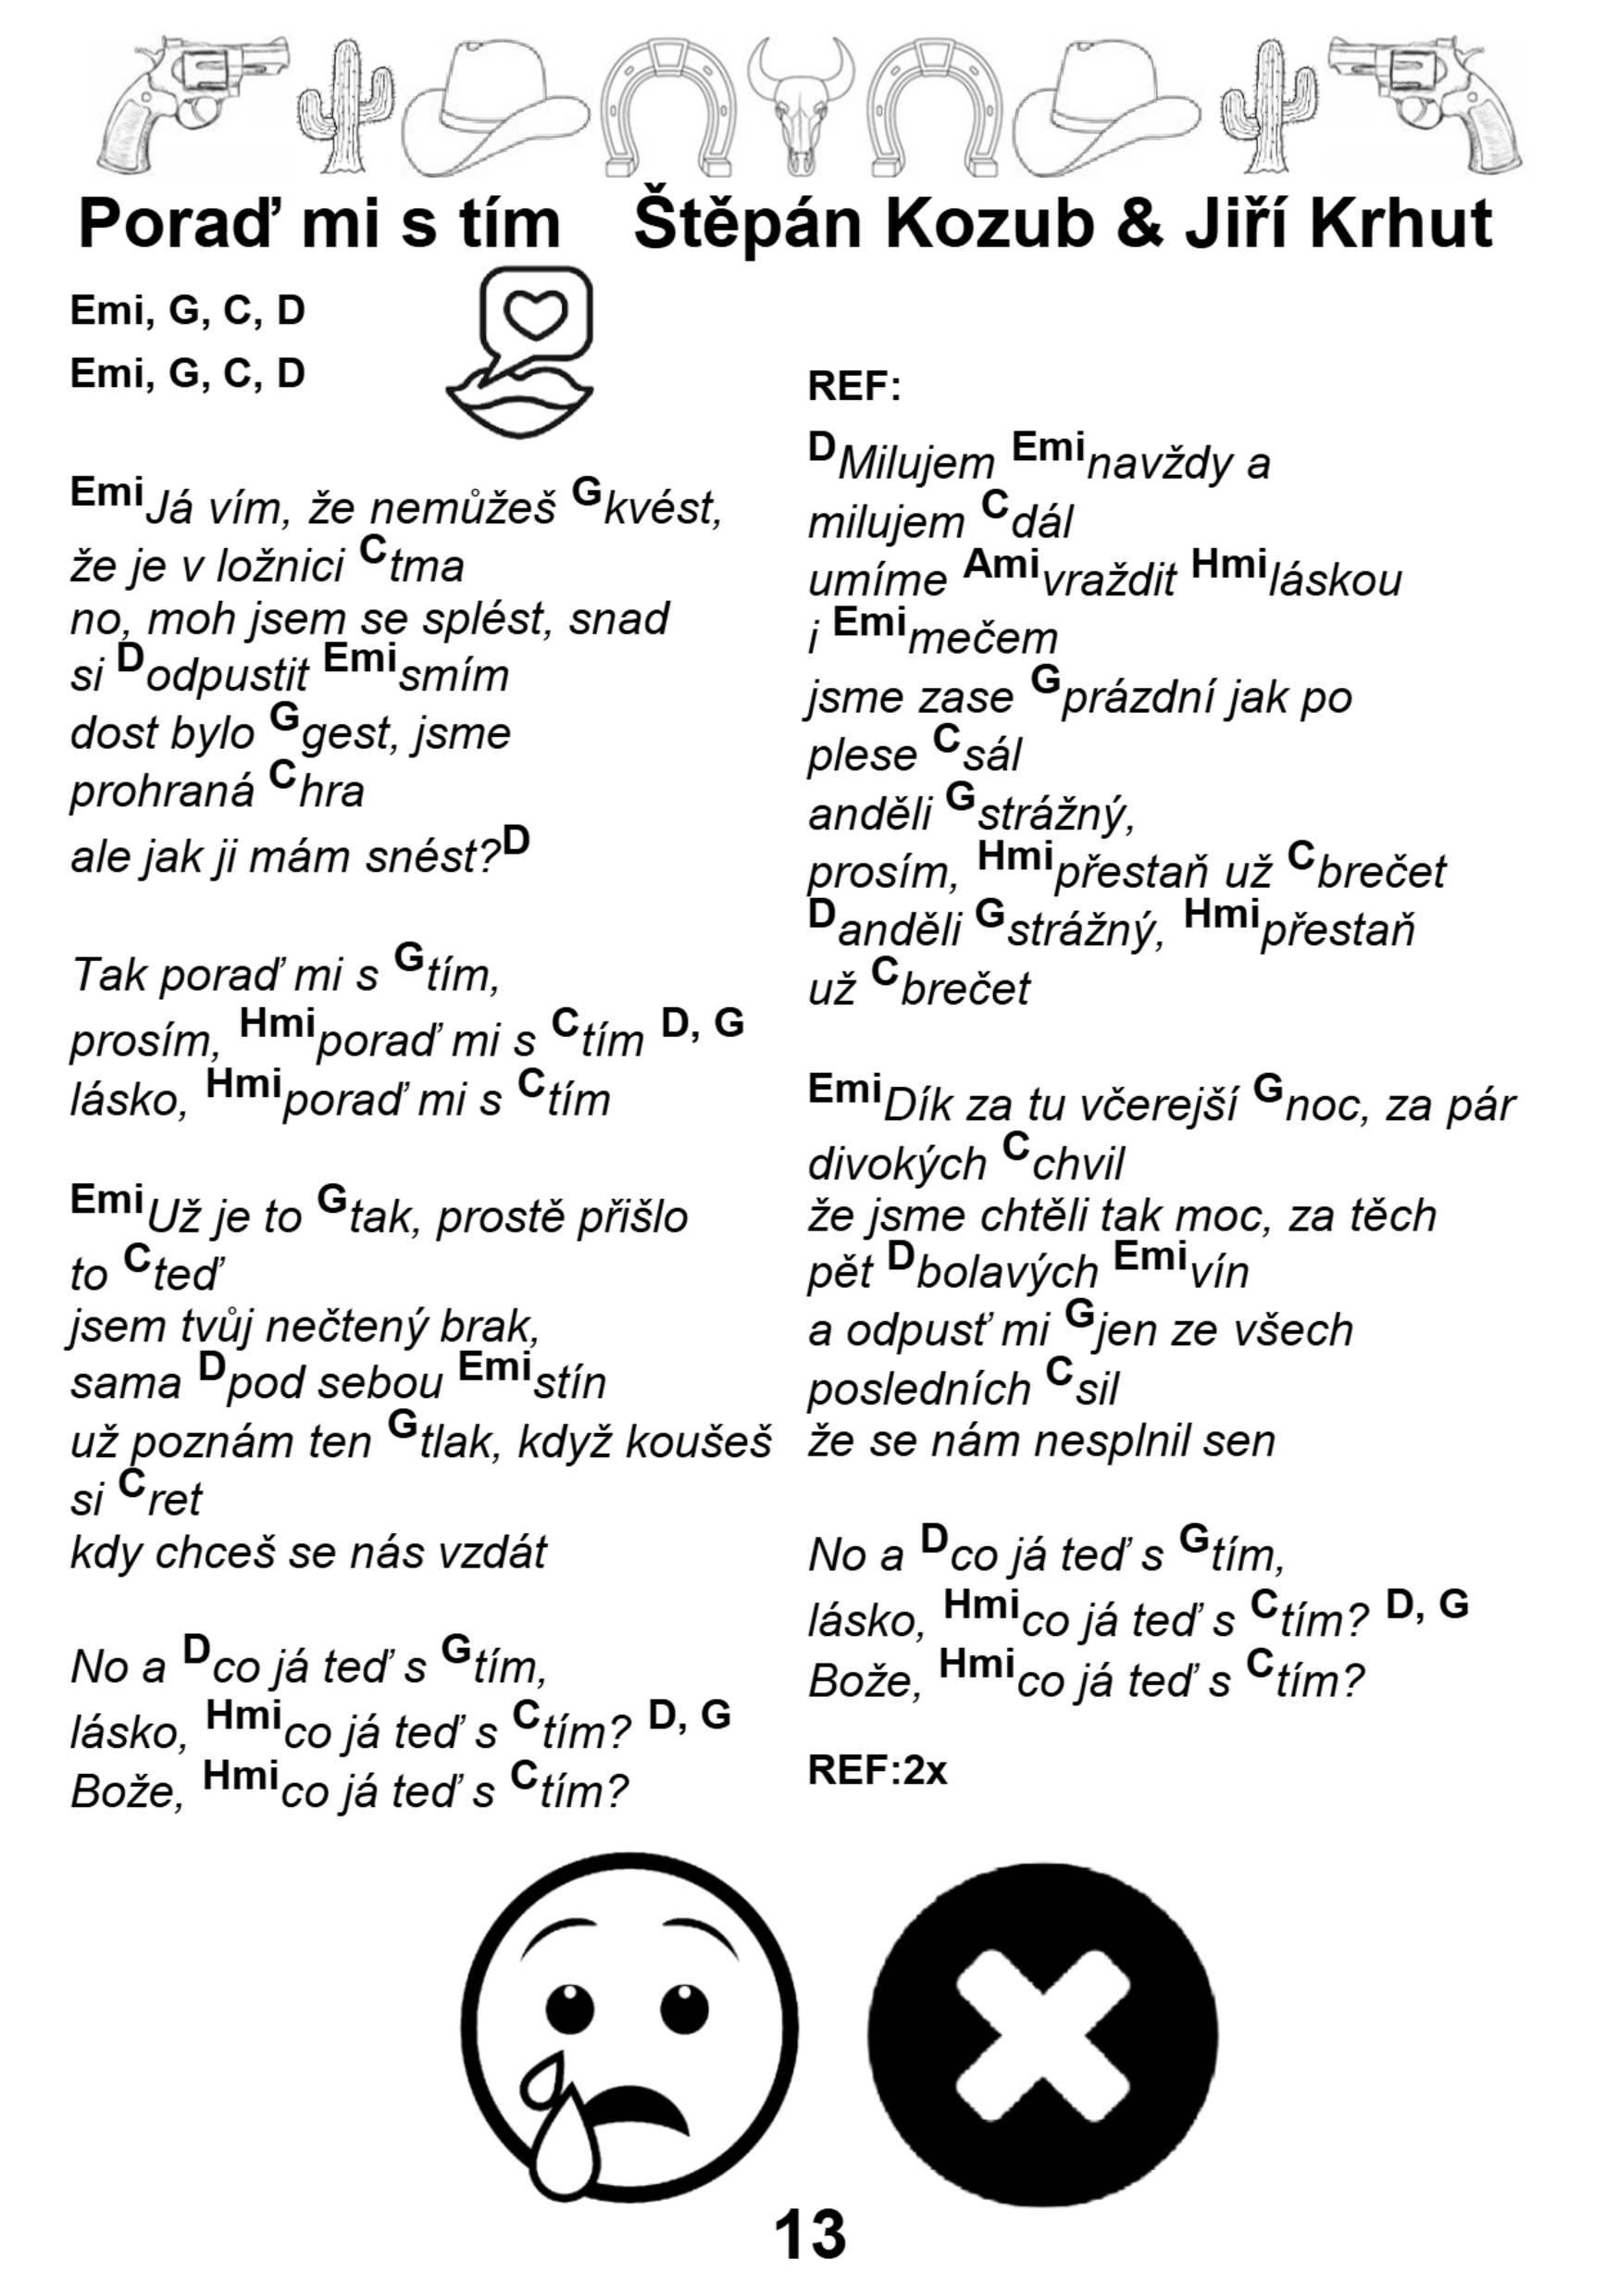 Poraď mi s tím Štěpán Kozub & Jiří Krhut
Emi, G, C, D
Emi, G, C, D
EmiJá vím, že nemůžeš Gkvést,
že je v ložnici Ctma
no, moh jsem se splést, snad
si Dodpustit Emismím
dost bylo Ggest, jsme
prohraná Chra
ale jak ji mám snést?D
Tak poraď mi s Gtím,
prosím, Hmiporaď mi s Ctím D, G
lásko, Hmiporaď mi s Ctím
EmiUž je to Gtak, prostě přišlo
to Cteď
jsem tvůj nečtený brak,
sama Dpod sebou Emistín
už poznám ten Gtlak, když koušeš
si Cret
kdy chceš se nás vzdát
No a Dco já teď s Gtím,
lásko, Hmico já teď s Ctím? D, G
Bože, Hmico já teď s Ctím?
REF:
DMilujem Eminavždy a
milujem Cdál
umíme Amivraždit Hmiláskou
i Emimečem
jsme zase Gprázdní jak po
plese Csál
anděli Gstrážný,
prosím, Hmipřestaň už Cbrečet
Danděli Gstrážný, Hmipřestaň
už Cbrečet
EmiDík za tu včerejší Gnoc, za pár
divokých Cchvil
že jsme chtěli tak moc, za těch
pět Dbolavých Emivín
a odpusť mi Gjen ze všech
posledních Csil
že se nám nesplnil sen
No a Dco já teď s Gtím,
lásko, Hmico já teď s Ctím? D, G
Bože, Hmico já teď s Ctím?
REF:2x
13